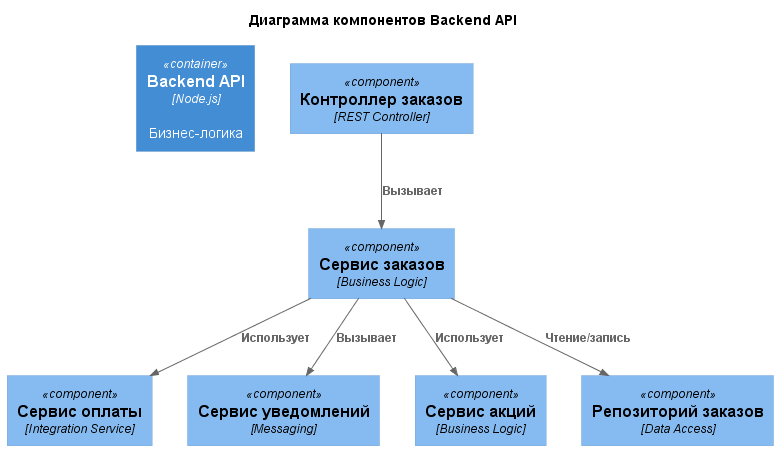 Диаграмма компонентов Backend API
«container»
Backend API
[Node.js]
Бизнес-логика
«component»
Контроллер заказов
[REST Controller]
Вызывает
«component»
Сервис заказов
[Business Logic]
Использует
Вызывает
Использует
Чтение/запись
«component»
Сервис оплаты
[Integration Service]
«component»
Сервис уведомлений
[Messaging]
«component»
Сервис акций
[Business Logic]
«component»
Репозиторий заказов
[Data Access]